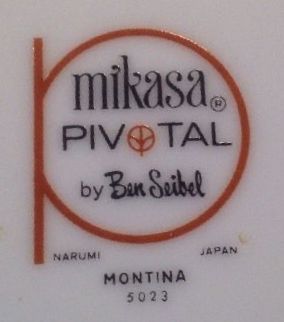 mikasa®
PIVOTAL
by Ben Seibel
NARUMI JAPAN
MONTINA
5023